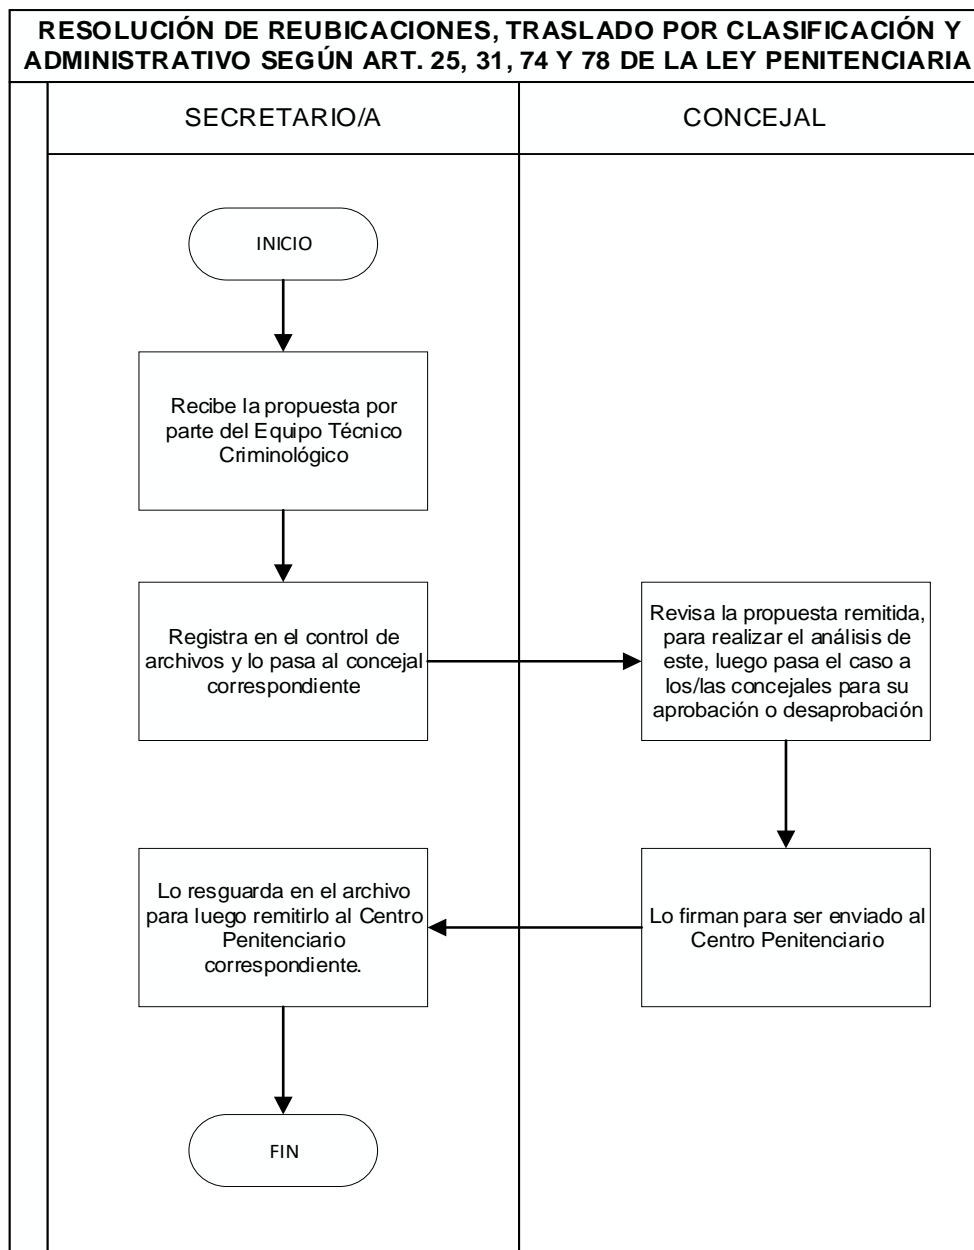 RESOLUCIÓN DE REUBICACIONES, TRASLADO POR CLASIFICACIÓN Y
ADMINISTRATIVO SEGÚN ART. 25, 31, 74 Y 78 DE LA LEY PENITENCIARIA
SECRETARIO/A
CONCEJAL
INICIO
Recibe la propuesta por
parte del Equipo Técnico
Criminológico
Registra en el control de
archivos y lo pasa al concejal
correspondiente
Revisa la propuesta remitida,
para realizar el análisis de
este, luego pasa el caso a
los/las concejales para su
aprobación o desaprobación
Lo firman para ser enviado al
Centro Penitenciario
Lo resguarda en el archivo
para luego remitirlo al Centro
Penitenciario
correspondiente.
FIN